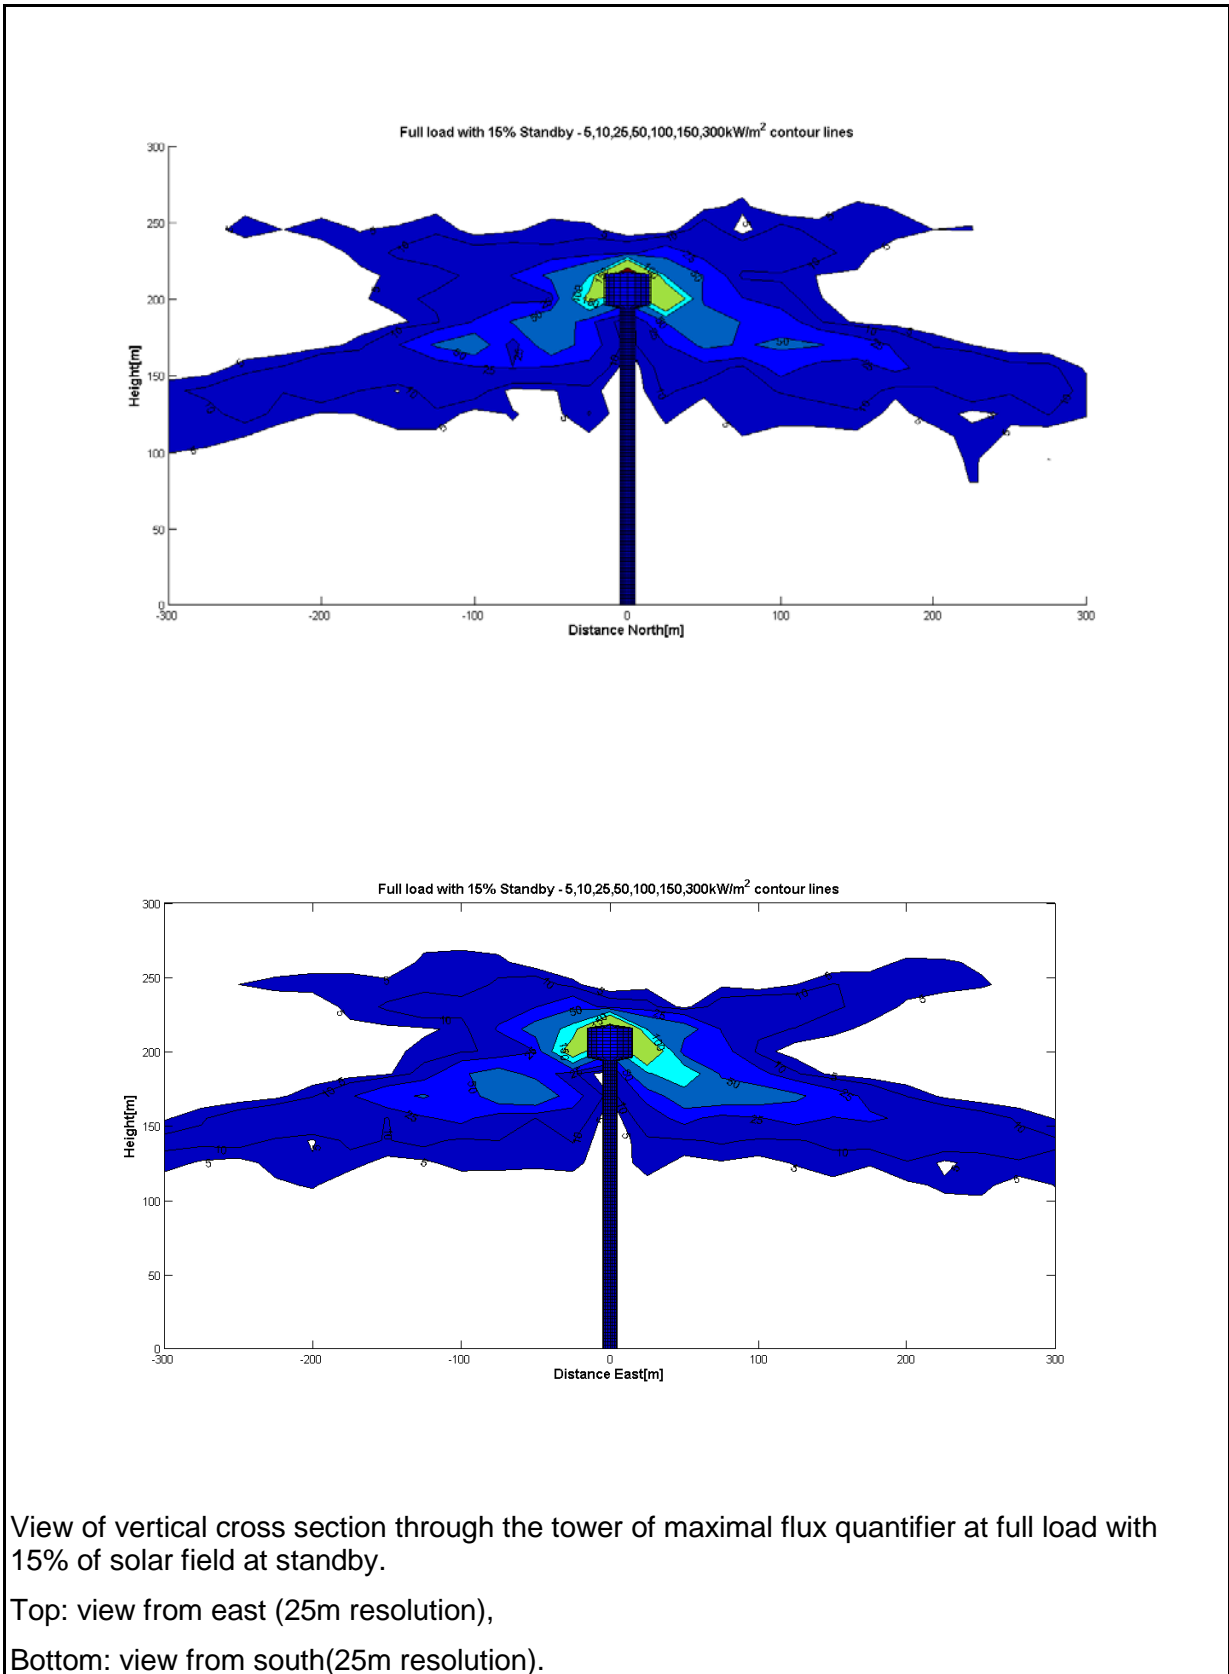 Full load with 15% Standby - 5,10,25,50,100,150,300kW/m² contour lines
300
250
200
150
100
50
0
Height[m]
-300 -200 -100 0 100 200 300
Distance North[m]
Full load with 15% Standby - 5,10,25,50,100,150,300kW/m² contour lines
300
250
200
150
100
50
0
Height[m]
-300 -200 -100 0 100 200 300
Distance East[m]
View of vertical cross section through the tower of maximal flux quantifier at full load with
15% of solar field at standby.
Top: view from east (25m resolution),
Bottom: view from south(25m resolution).